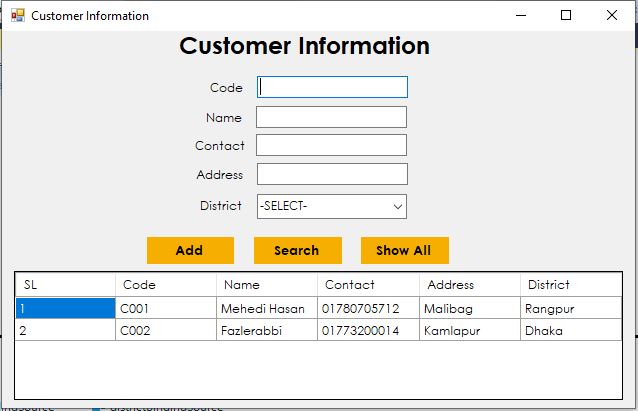 Customer Information
Customer Information
Code
Name
Contact
Address
District -SELECT-
Add Search Show All
SL Code Name Contact Address District
1 C001 Mehedi Hasan 01780705712 Malibag Rangpur
2 C002 Fazlerabbi 01773200014 Kamlapur Dhaka